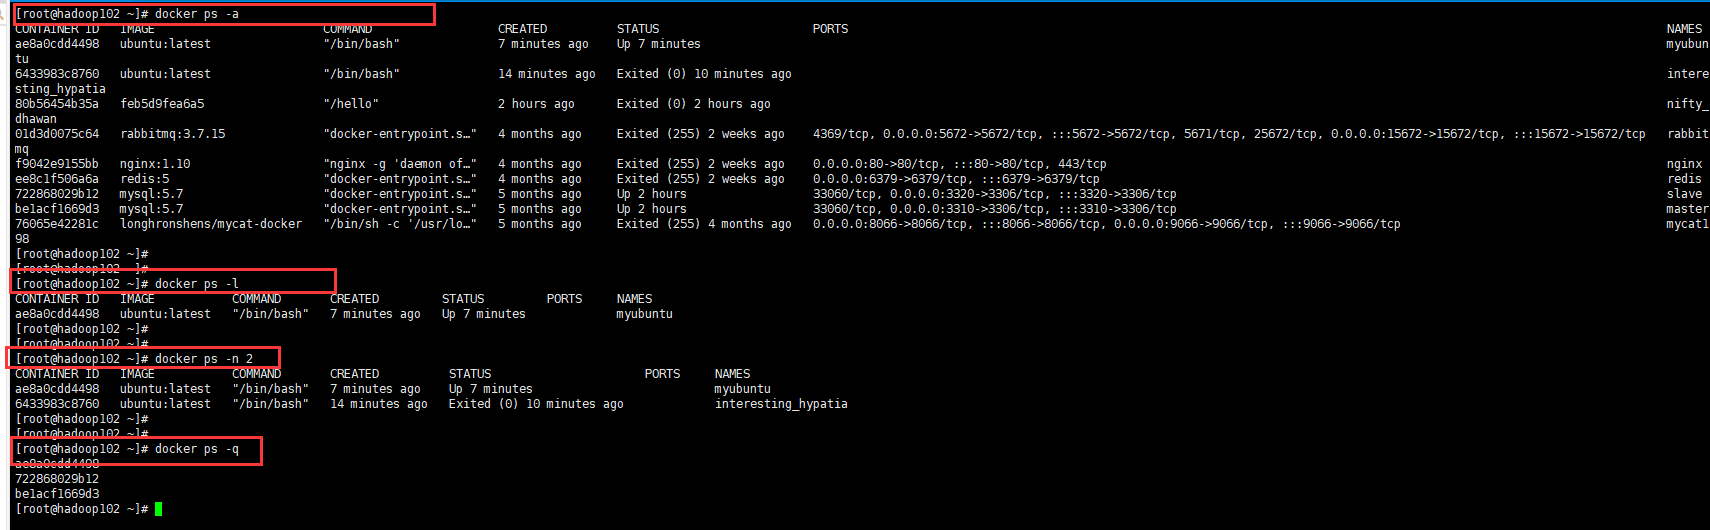 [root@hadoop102 ~]# docker ps -a
CONTAINER ID   IMAGE                          COMMAND                  CREATED          STATUS                      PORTS                                                                                                                   NAMES
ae8a0cdd4498   ubuntu:latest                  "/bin/bash"              7 minutes ago    Up 7 minutes                                                                                                                                        myubun
tu
6433983c8760   ubuntu:latest                  "/bin/bash"              14 minutes ago   Exited (0) 10 minutes ago                                                                                                                           intere
sting_hypatia
80b56454b35a   feb5d9fea6a5                   "/hello"                 2 hours ago      Exited (0) 2 hours ago                                                                                                                              nifty_
dhawan
01d3d0075c64   rabbitmq:3.7.15                "docker-entrypoint.s…"   4 months ago     Exited (255) 2 weeks ago    4369/tcp, 0.0.0.0:5672->5672/tcp, :::5672->5672/tcp, 5671/tcp, 25672/tcp, 0.0.0.0:15672->15672/tcp, :::15672->15672/tcp   rabbit
mq
f9042e9155bb   nginx:1.10                     "nginx -g 'daemon of…"   4 months ago     Exited (255) 2 weeks ago    0.0.0.0:80->80/tcp, :::80->80/tcp, 443/tcp                                                                              nginx
ee8c1f506a6a   redis:5                        "docker-entrypoint.s…"   4 months ago     Exited (255) 2 weeks ago    0.0.0.0:6379->6379/tcp, :::6379->6379/tcp                                                                               redis
722868029b12   mysql:5.7                      "docker-entrypoint.s…"   5 months ago     Up 2 hours                  33060/tcp, 0.0.0.0:3320->3306/tcp, :::3320->3306/tcp                                                                    slave
be1acf1669d3   mysql:5.7                      "docker-entrypoint.s…"   5 months ago     Up 2 hours                  33060/tcp, 0.0.0.0:3310->3306/tcp, :::3310->3306/tcp                                                                    master
76065e42281c   longhronshens/mycat-docker     "/bin/sh -c '/usr/lo…"   5 months ago     Exited (255) 4 months ago   0.0.0.0:8066->8066/tcp, :::8066->8066/tcp, 0.0.0.0:9066->9066/tcp, :::9066->9066/tcp                                    mycat1
98
[root@hadoop102 ~]#
[root@hadoop102 ~]#
[root@hadoop102 ~]# docker ps -l
CONTAINER ID   IMAGE           COMMAND       CREATED         STATUS         PORTS     NAMES
ae8a0cdd4498   ubuntu:latest   "/bin/bash"   7 minutes ago   Up 7 minutes             myubuntu
[root@hadoop102 ~]#
[root@hadoop102 ~]#
[root@hadoop102 ~]# docker ps -n 2
CONTAINER ID   IMAGE           COMMAND       CREATED          STATUS                      PORTS     NAMES
ae8a0cdd4498   ubuntu:latest   "/bin/bash"   7 minutes ago    Up 7 minutes                          myubuntu
6433983c8760   ubuntu:latest   "/bin/bash"   14 minutes ago   Exited (0) 10 minutes ago             interesting_hypatia
[root@hadoop102 ~]#
[root@hadoop102 ~]#
[root@hadoop102 ~]# docker ps -q
ae8a0cdd4498
722868029b12
be1acf1669d3
[root@hadoop102 ~]#